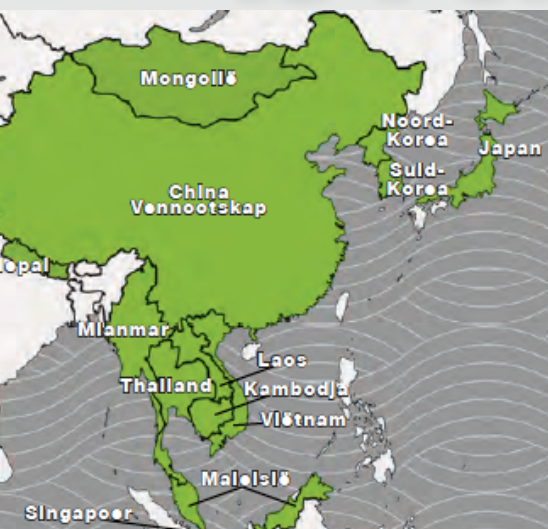 Mongolië
Noord-
Korea
Japan
Suid-
Korea
China
Vennootskap
epal
Mianmar
Laos
Thailand
Kambodja
Viëtnam
Maleisië
Singapoer